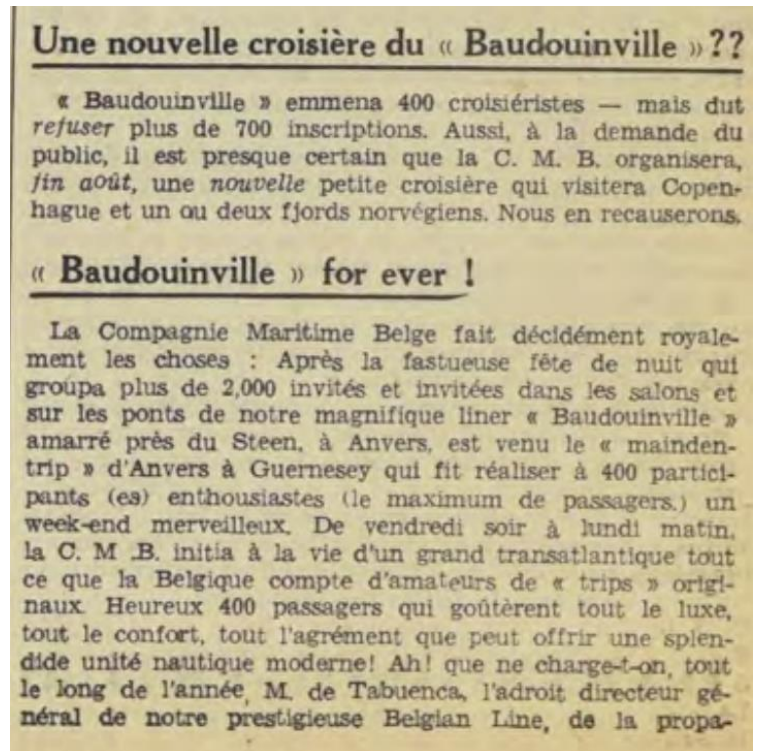 Une nouvelle croisière du « Baudouinville »??
« Baudouinville » emmena 400 croisiéristes — mais dut
refuser plus de 700 inscriptions. Aussi, à la demande du
public, il est presque certain que la C. M. B. organisera,
fin août, une nouvelle petite croisière qui visitera Copen-
hague et un ou deux fjords norvégiens. Nous en recauserons.
« Baudouinville » for ever !
La Compagnie Maritime Belge fait décidément royale-
ment les choses : Après la fastueuse fête de nuit qui
groupa plus de 2,000 invités et invitées dans les salons et
sur les ponts de notre magnifique liner « Baudouinville »
amarré près du Steen, à Anvers, est venu le « mainden-
trip » d'Anvers à Guernesey qui fit réaliser à 400 partici-
pants (es) enthousiastes (le maximum de passagers.) un
week-end merveilleux. De vendredi soir à lundi matin,
la C. M .B. initia à la vie d'un grand transatlantique tout
ce que la Belgique compte d'amateurs de « trips » origi-
naux. Heureux 400 passagers qui goûtèrent tout le luxe,
tout le confort, tout l'agrément que peut offrir une splen-
dide unité nautique moderne! Ah! que ne charge-t-on, tout
le long de l'année, M. de Tabuenca, l'adroit directeur gé-
néral de notre prestigieuse Belgian Line, de la propa-